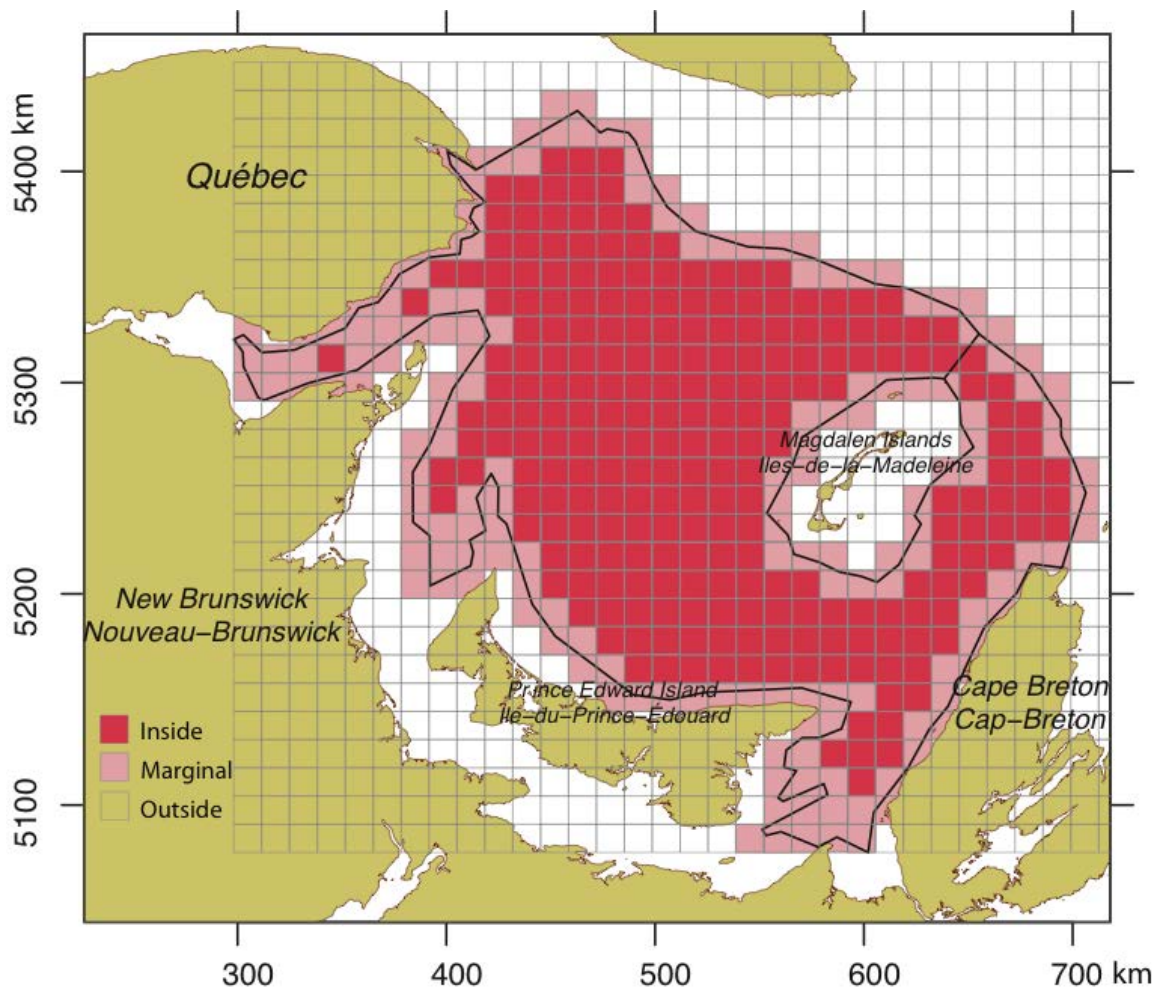 5400 km
5300
5200
5100
Québec
Magdalen Islands
Iles-de-la-Madeleine
New Brunswick
Nouveau-Brunswick
Prince Edward Island
Ile-du-Prince-Edouard
Cape Breton
Cap-Breton
Inside
Marginal
Outside
300 400 500 600 700 km